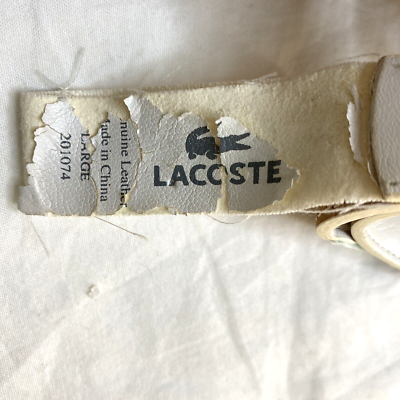 LACOSTE
nuine Leather
ade in China
LARGE
201074